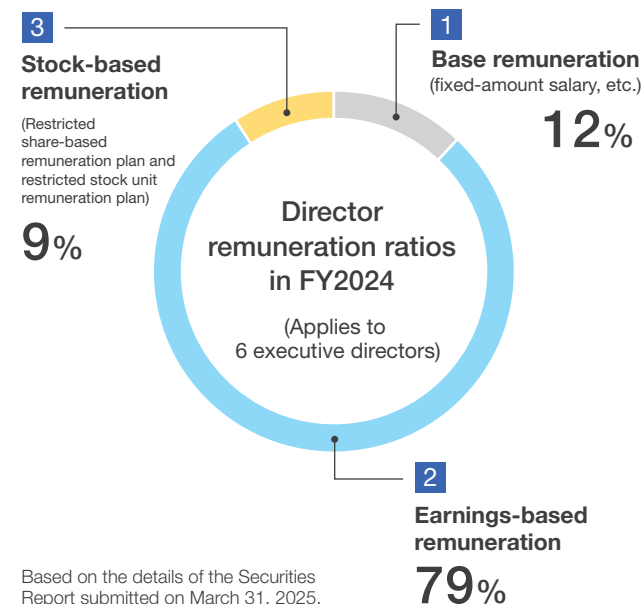 1
Base remuneration
(fixed-amount salary, etc.)
12%
2
Earnings-based
remuneration
79%
3
Stock-based
remuneration
(Restricted
share-based
remuneration plan and
restricted stock unit
remuneration plan)
9%
Director
remuneration ratios
in FY2024
(Applies to
6 executive directors)
Based on the details of the Securities
Report submitted on March 31, 2025.